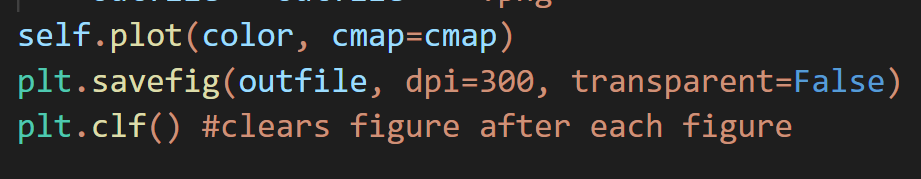 self.plot(color, cmap=cmap)
plt.savefig(outfile, dpi=300, transparent=False)
plt.clf() #clears figure after each figure